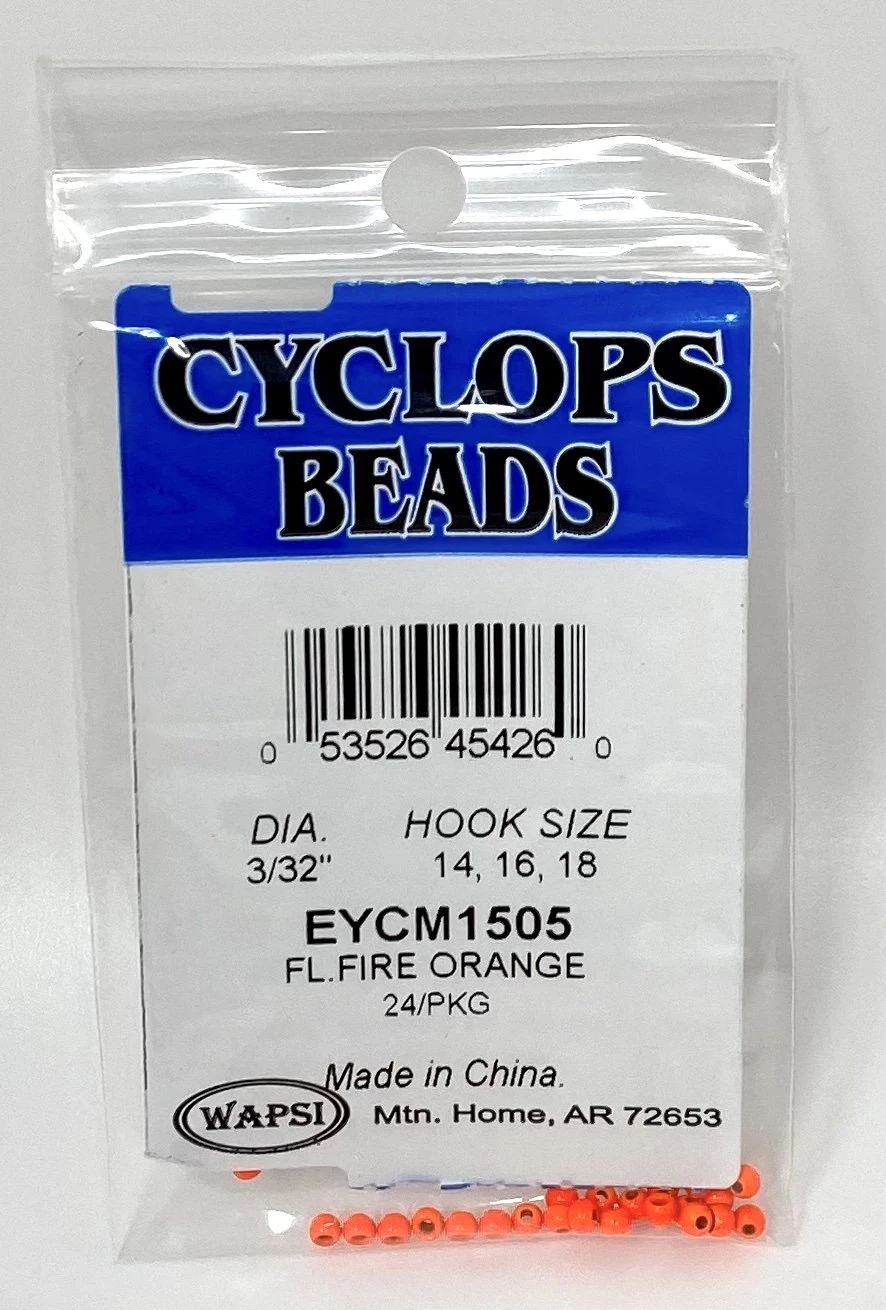 CYCLOPS
BEADS
0 53526 45426 0
DIA. HOOK SIZE
3/32" 14, 16, 18
EYCM1505
FL.FIRE ORANGE
24/PKG
Made in China.
WAPSI Mtn. Home, AR 72653